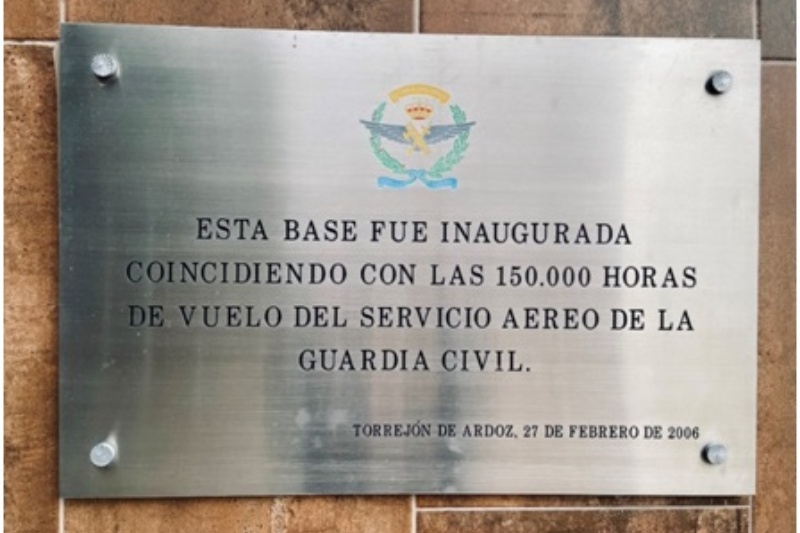 ESTA BASE FUE INAUGURADA
COINCIDIENDO CON LAS 150.000 HORAS
DE VUELO DEL SERVICIO AEREO DE LA
GUARDIA CIVIL.
TORREJÓN DE ARDOZ, 27 DE FEBRERO DE 2006